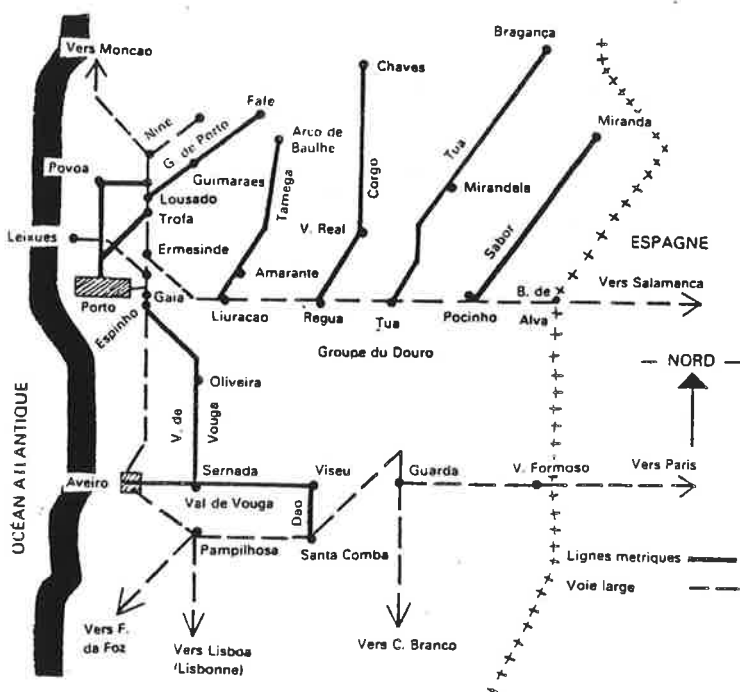 Bragança
Vers Moncao
Chaves
Miranda
Fafe
Nine
G. de Porto
Arco de
Baulhe
Tua
Povoa
Guimaraes
Tamega
Corgo
Mirandela
Lousado
Trofa
V. Real
Sabor
Leixues
Ermesinde
ESPAGNE
Amarante
Vers Salamanca
B. de
Alva
Porto
Gaia
Espinho
Liuracao
Regua
Tua
Pocinho
Groupe du Douro
NORD
Oliveira
V. de
Vouga
OCÉAN ATLANTIQUE
Aveiro
Sernada
Viseu
Guarda
V. Formoso
Vers Paris
Val de Vouga
Dao
Pampilhosa
Santa Comba
Lignes metriques
Voie large
Vers F.
da Foz
Vers Lisboa
(Lisbonne)
Vers C. Branco